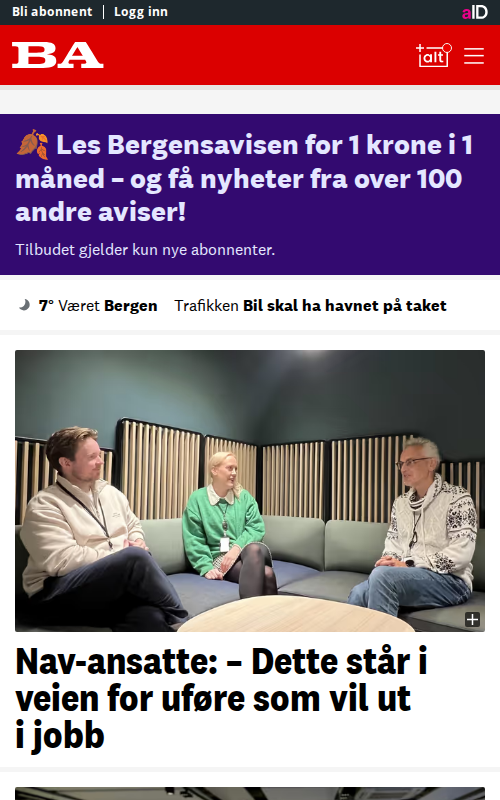 Bli abonnent | Logg inn aID
BA +alt
🍂 Les Bergensavisen for 1 krone i 1
måned – og få nyheter fra over 100
andre aviser!
Tilbudet gjelder kun nye abonnenter.
7° Været Bergen Trafikken Bil skal ha havnet på taket
Nav-ansatte: – Dette står i
veien for uføre som vil ut
i jobb